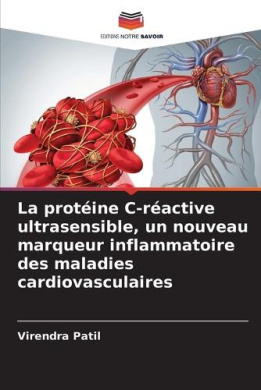 EDITIONS NOTRE SAVOIR
La protéine C-réactive
ultrasensible, un nouveau
marqueur inflammatoire
des maladies
cardiovasculaires
Virendra Patil